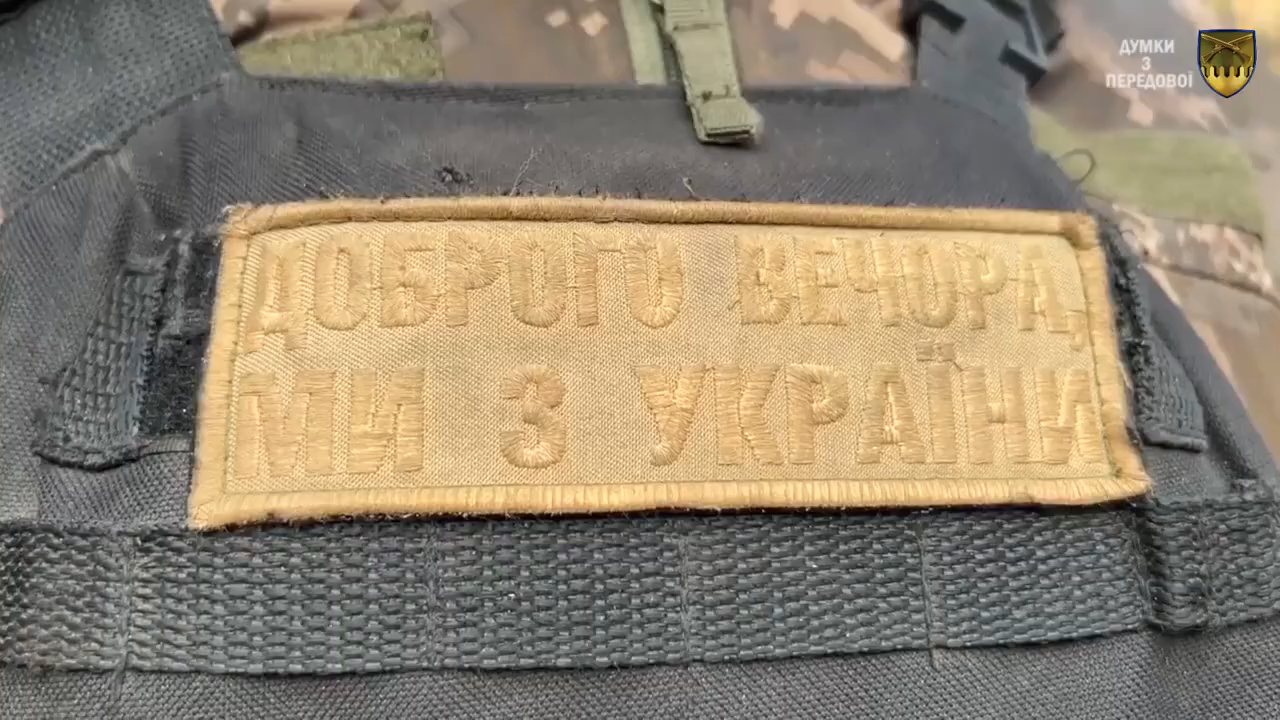 ДУМКИ
З
ПЕРЕДОВОЇ
ДОБРОГО ВЕЧОРА,
МИ З УКРАЇНИ